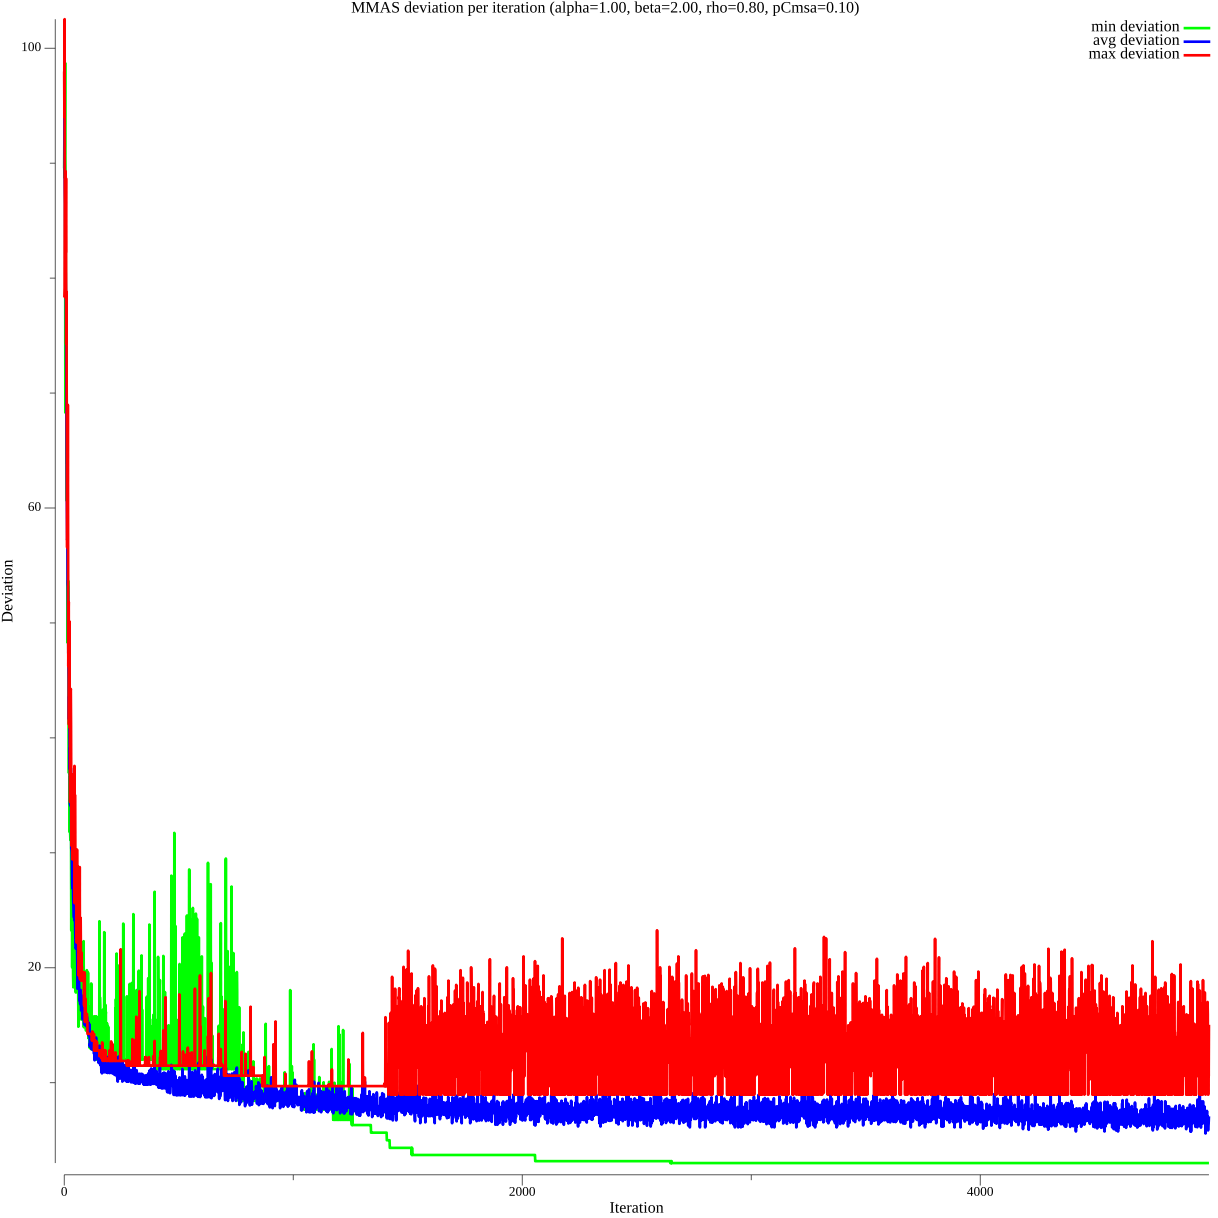 MMAS deviation per iteration (alpha=1.00, beta=2.00, rho=0.80, pCmsa=0.10)
min deviation
avg deviation
max deviation
100
60
20
Deviation
0 2000 4000
Iteration